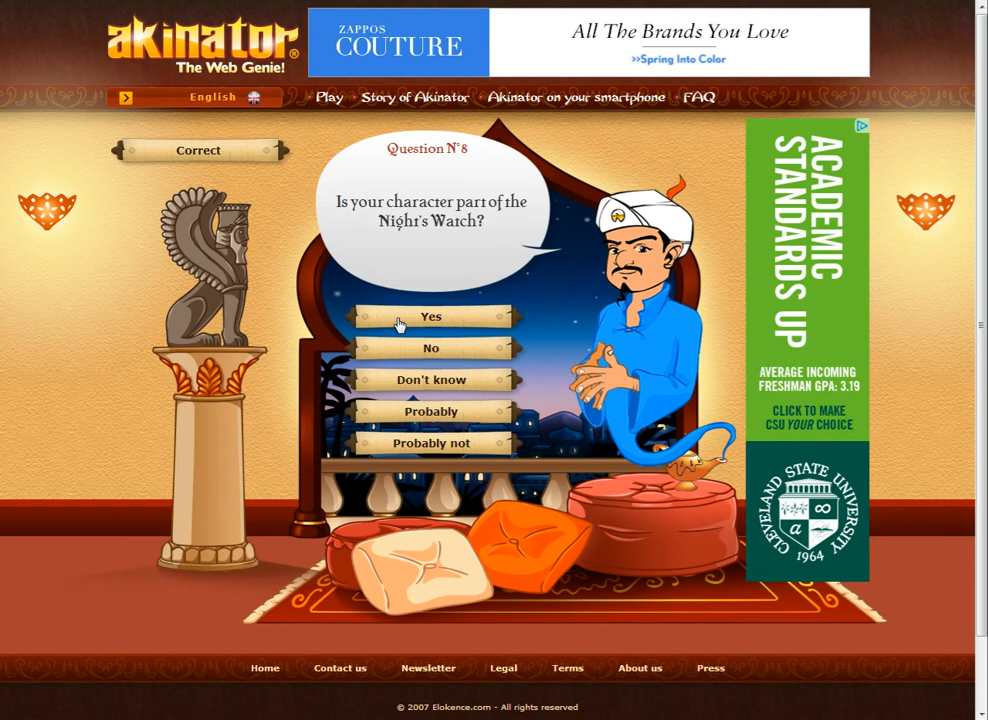 akinator®
The Web Genie!
ZAPPOS
COUTURE
All The Brands You Love
>>Spring Into Color
English
Play
Story of Akinator
Akinator on your smartphone
FAQ
Correct
Question N°8
Is your character part of the
Night's Watch?
Yes
No
Don't know
Probably
Probably not
ACADEMIC
STANDARDS UP
AVERAGE INCOMING
FRESHMAN GPA: 3.19
CLICK TO MAKE
CSU YOUR CHOICE
CLEVELAND STATE UNIVERSITY
1964
Home
Contact us
Newsletter
Legal
Terms
About us
Press
© 2007 Elokence.com - All rights reserved